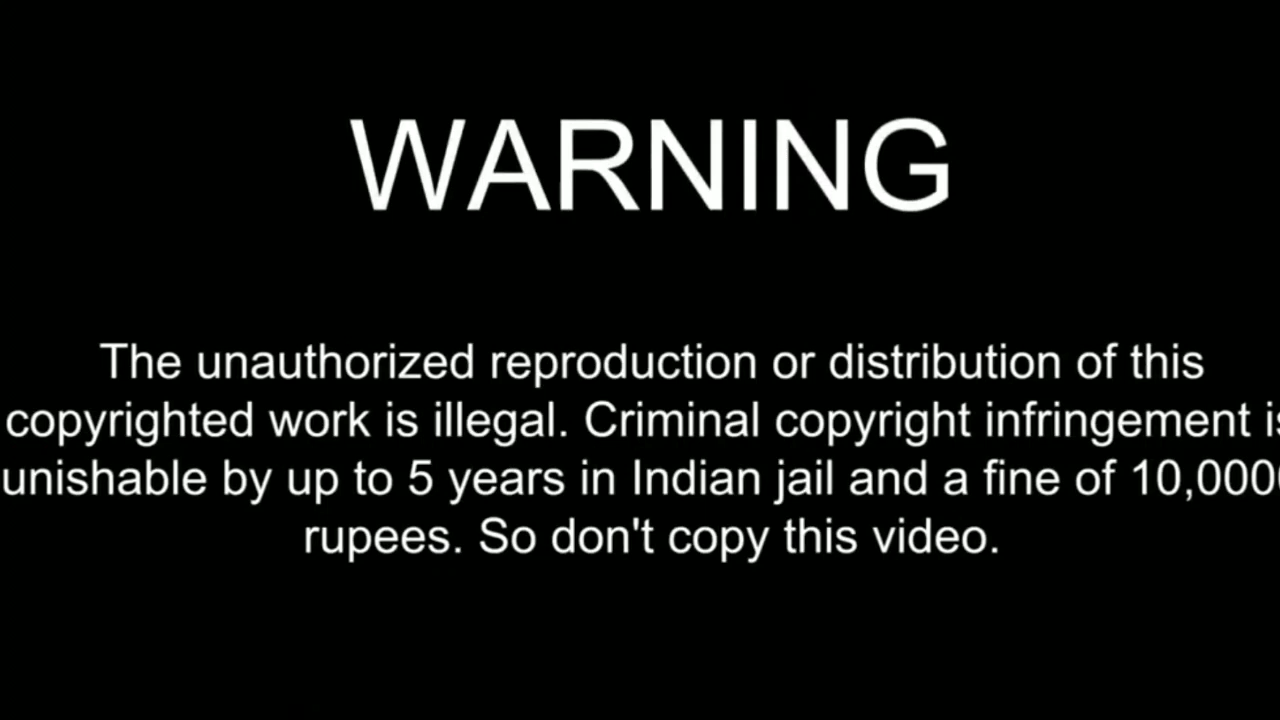 WARNING
The unauthorized reproduction or distribution of this
copyrighted work is illegal. Criminal copyright infringement is
unishable by up to 5 years in Indian jail and a fine of 10,0000
rupees. So don't copy this video.